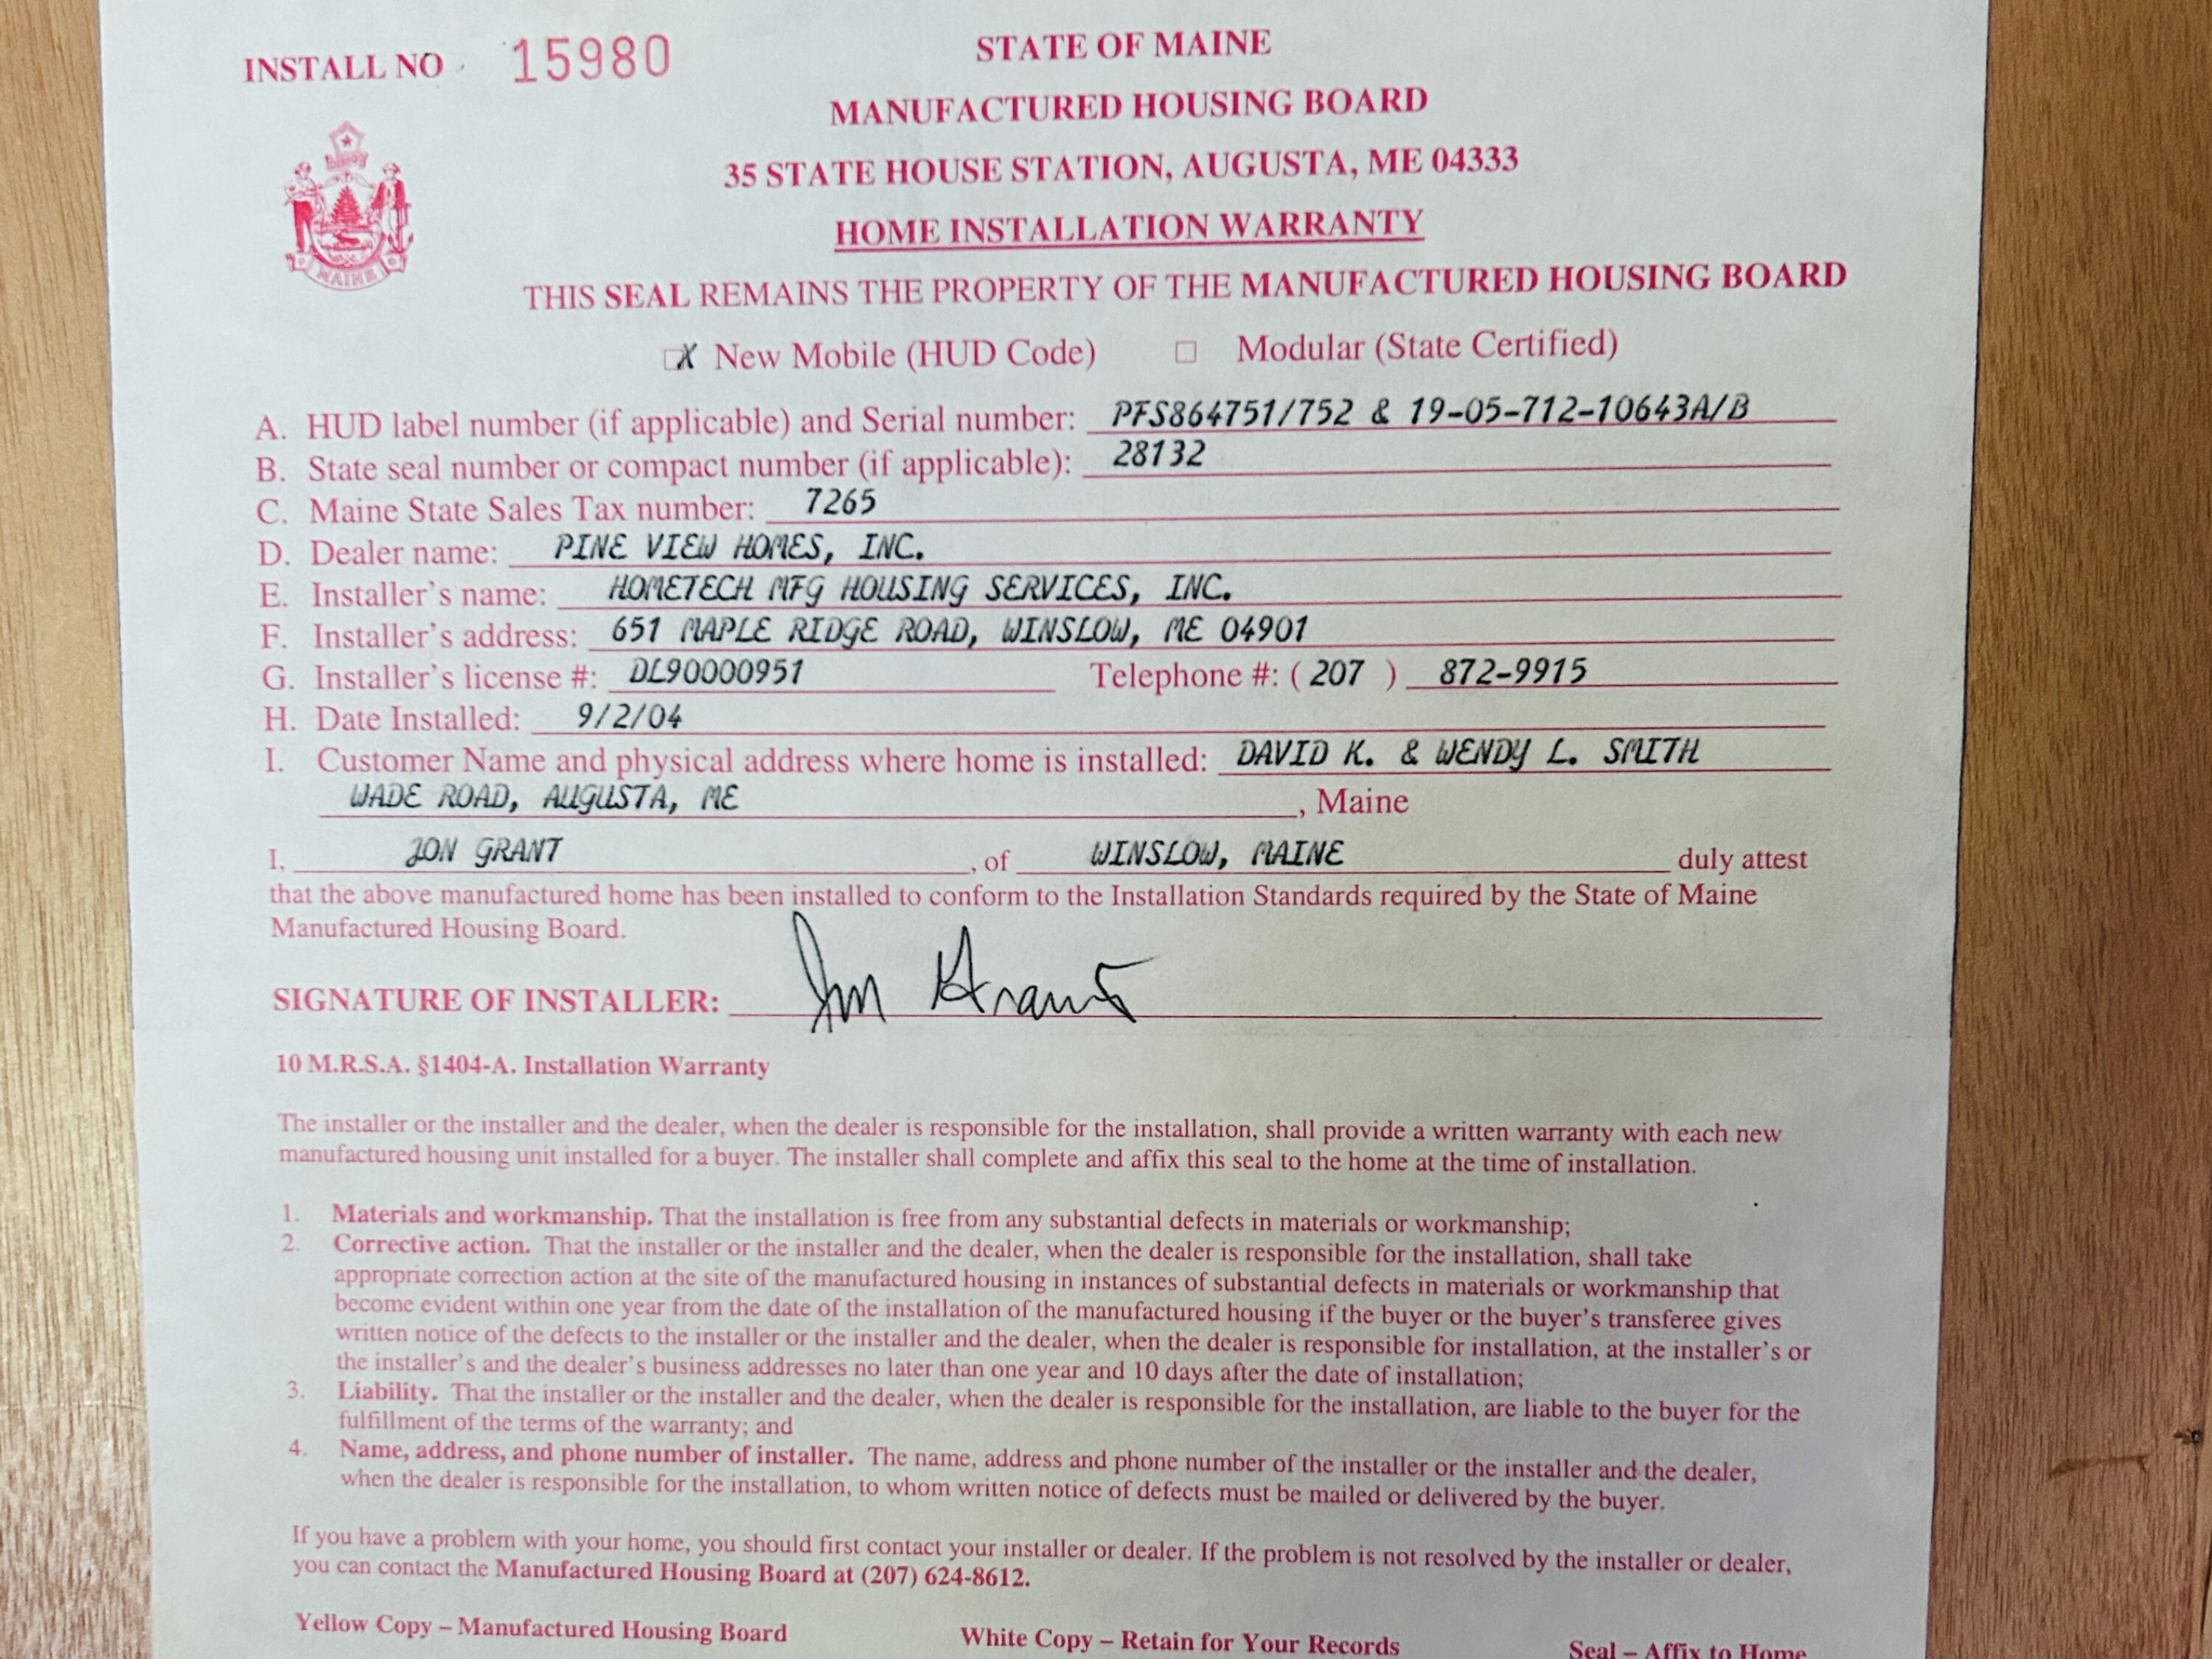 INSTALL NO 15980
STATE OF MAINE
MANUFACTURED HOUSING BOARD
35 STATE HOUSE STATION, AUGUSTA, ME 04333
HOME INSTALLATION WARRANTY
MAINE
THIS SEAL REMAINS THE PROPERTY OF THE MANUFACTURED HOUSING BOARD
X New Mobile (HUD Code) □ Modular (State Certified)
A. HUD label number (if applicable) and Serial number: PFS864751/752 & 19-05-712-10643A/B
B. State seal number or compact number (if applicable): 28132
C. Maine State Sales Tax number: 7265
D. Dealer name: PINE VIEW HOMES, INC.
E. Installer's name: HOMETECH MFG HOUSING SERVICES, INC.
F. Installer's address: 651 MAPLE RIDGE ROAD, WINSLOW, ME 04901
G. Installer's license #: DL90000951 Telephone #: ( 207 ) 872-9915
H. Date Installed: 9/2/04
I. Customer Name and physical address where home is installed: DAVID K. & WENDY L. SMITH
WADE ROAD, AUGUSTA, ME , Maine
I, JON GRANT , of WINSLOW, MAINE duly attest
that the above manufactured home has been installed to conform to the Installation Standards required by the State of Maine
Manufactured Housing Board.
SIGNATURE OF INSTALLER: Jon Grant
10 M.R.S.A. §1404-A. Installation Warranty
The installer or the installer and the dealer, when the dealer is responsible for the installation, shall provide a written warranty with each new
manufactured housing unit installed for a buyer. The installer shall complete and affix this seal to the home at the time of installation.
1. Materials and workmanship. That the installation is free from any substantial defects in materials or workmanship;
2. Corrective action. That the installer or the installer and the dealer, when the dealer is responsible for the installation, shall take
appropriate correction action at the site of the manufactured housing in instances of substantial defects in materials or workmanship that
become evident within one year from the date of the installation of the manufactured housing if the buyer or the buyer's transferee gives
written notice of the defects to the installer or the installer and the dealer, when the dealer is responsible for installation, at the installer's or
the installer's and the dealer's business addresses no later than one year and 10 days after the date of installation;
3. Liability. That the installer or the installer and the dealer, when the dealer is responsible for the installation, are liable to the buyer for the
fulfillment of the terms of the warranty; and
4. Name, address, and phone number of installer. The name, address and phone number of the installer or the installer and the dealer,
when the dealer is responsible for the installation, to whom written notice of defects must be mailed or delivered by the buyer.
If you have a problem with your home, you should first contact your installer or dealer. If the problem is not resolved by the installer or dealer,
you can contact the Manufactured Housing Board at (207) 624-8612.
Yellow Copy – Manufactured Housing Board White Copy – Retain for Your Records Seal – Affix to Home